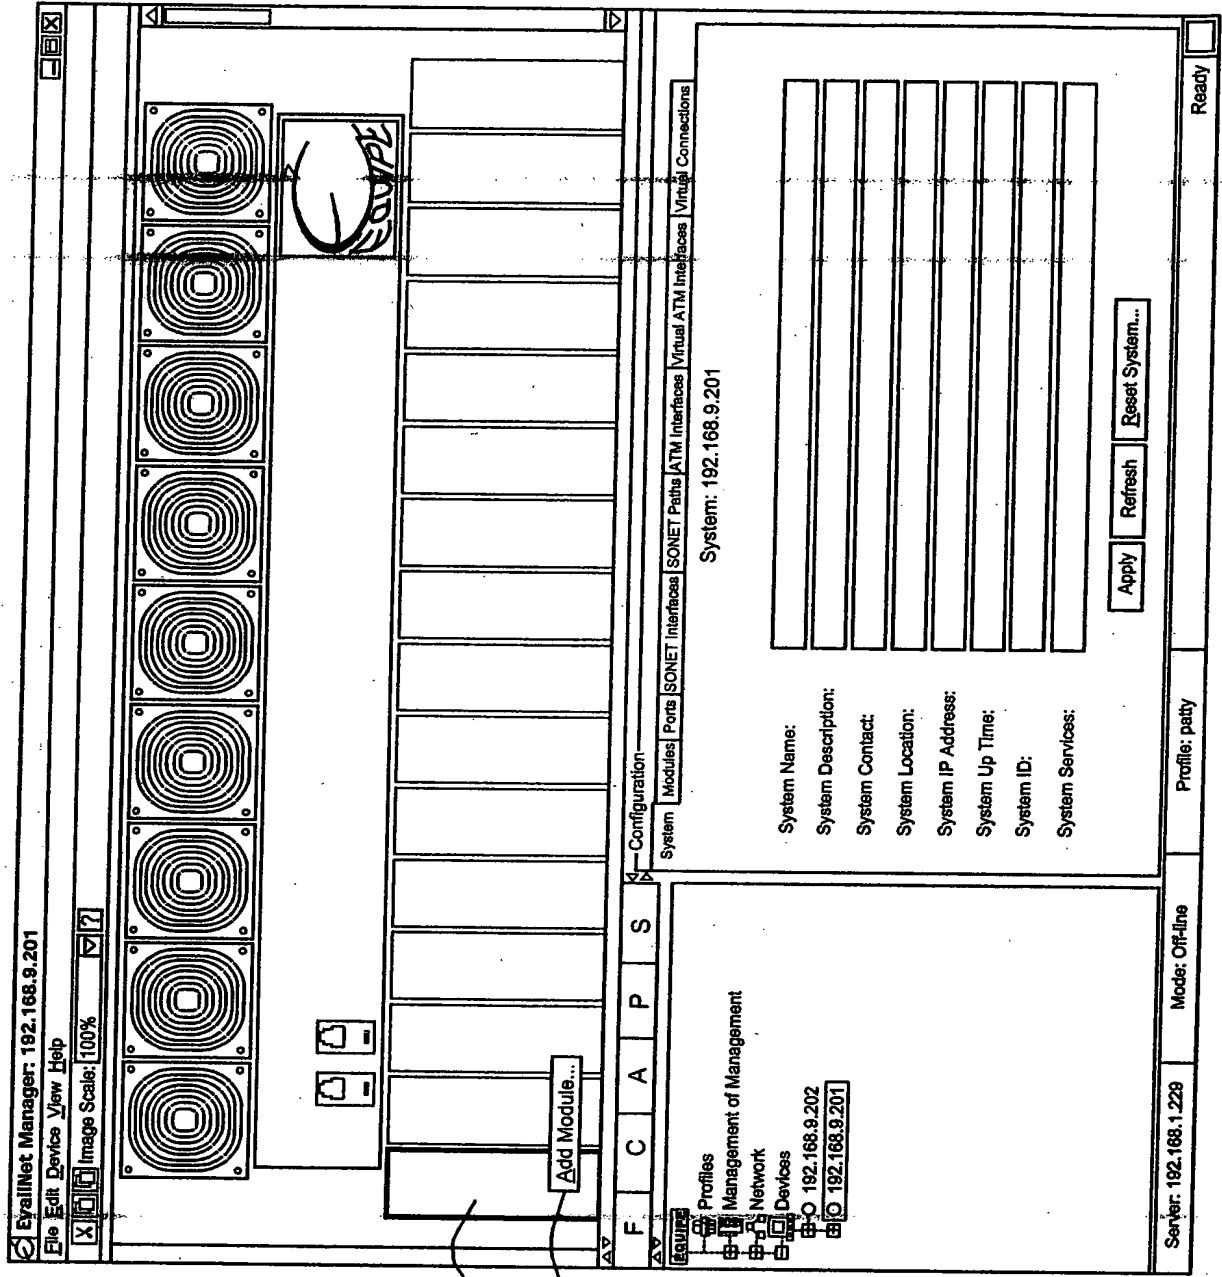 EvailNet Manager: 192.168.9.201
File Edit Device View Help
X Image Scale: 100% ?
EQUIPE
Add Module...
F C A P S
EQUIPE
Profiles
Management of Management
Network
Devices
192.168.9.202
192.168.9.201
Configuration
System Modules Ports SONET Interfaces SONET Paths ATM Interfaces Virtual ATM Interfaces Virtual Connections
System: 192.168.9.201
System Name:
System Description:
System Contact:
System Location:
System IP Address:
System Up Time:
System ID:
System Services:
Apply Refresh Reset System...
Server: 192.168.1.229 Mode: Off-line Profile: patty Ready